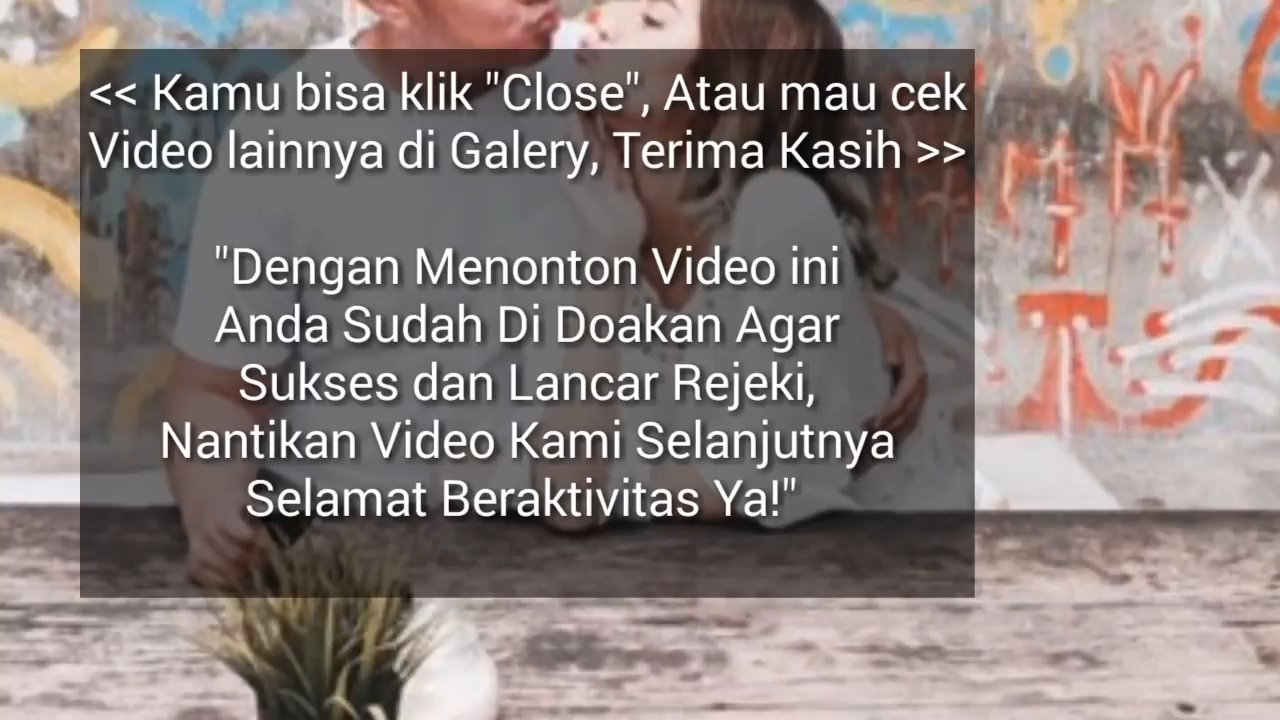 << Kamu bisa klik "Close", Atau mau cek
Video lainnya di Galery, Terima Kasih >>
"Dengan Menonton Video ini
Anda Sudah Di Doakan Agar
Sukses dan Lancar Rejeki,
Nantikan Video Kami Selanjutnya
Selamat Beraktivitas Ya!"